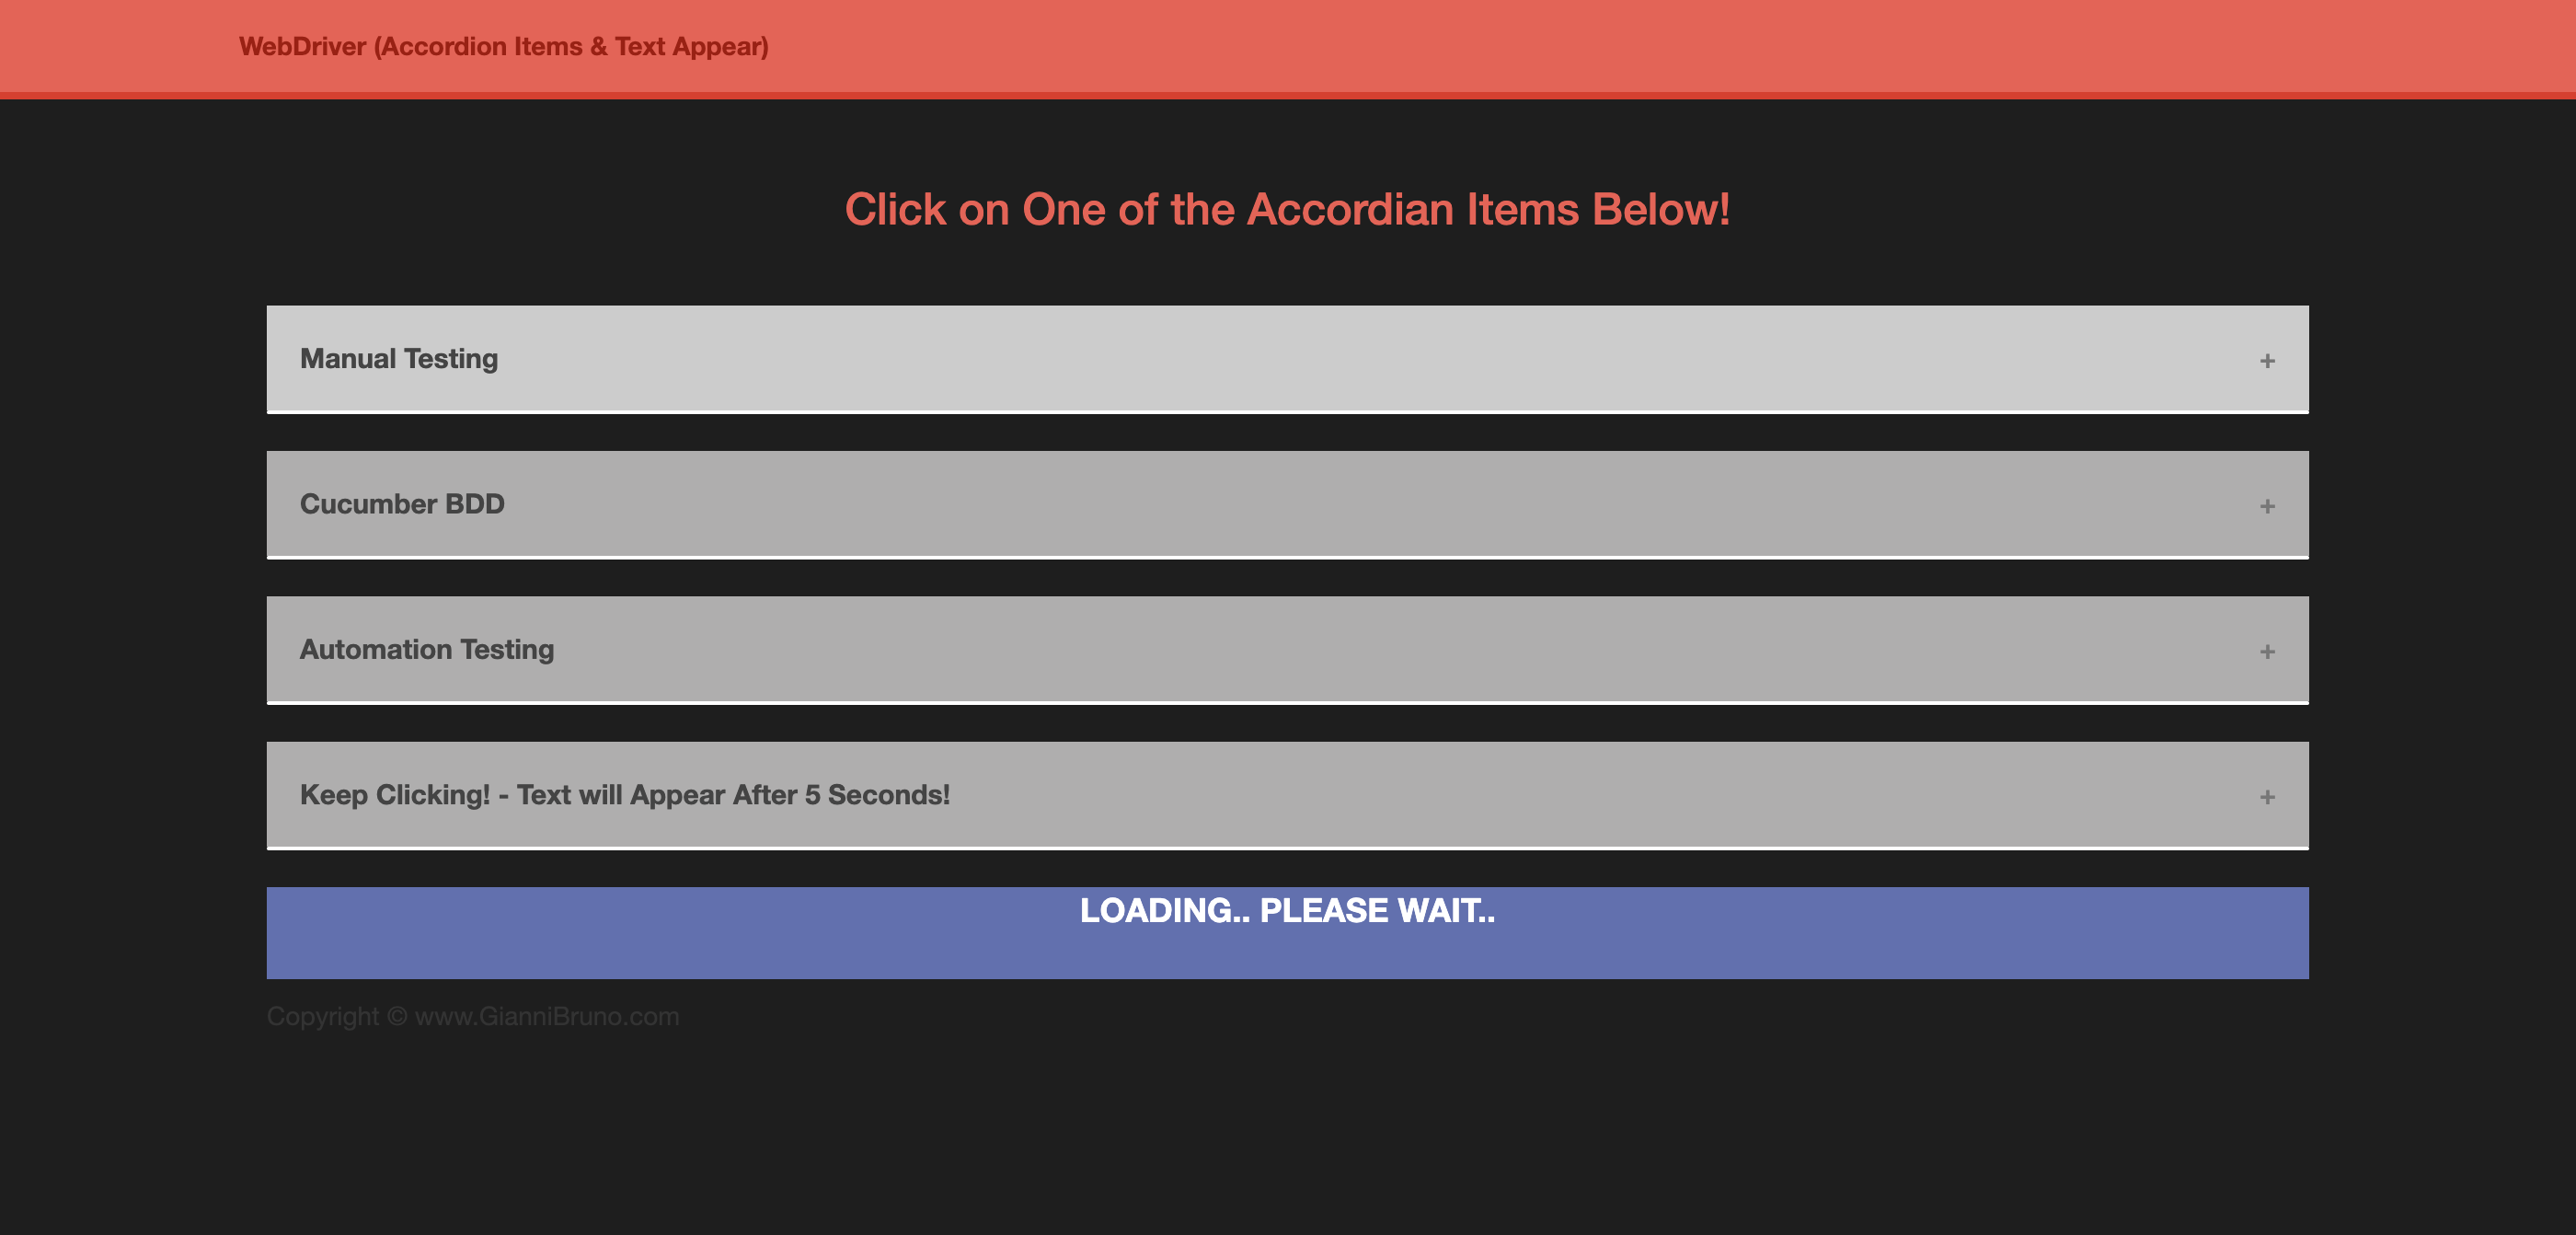 WebDriver (Accordion Items & Text Appear)
Click on One of the Accordian Items Below!
Manual Testing +
Cucumber BDD +
Automation Testing +
Keep Clicking! - Text will Appear After 5 Seconds! +
LOADING.. PLEASE WAIT..
Copyright © www.GianniBruno.com